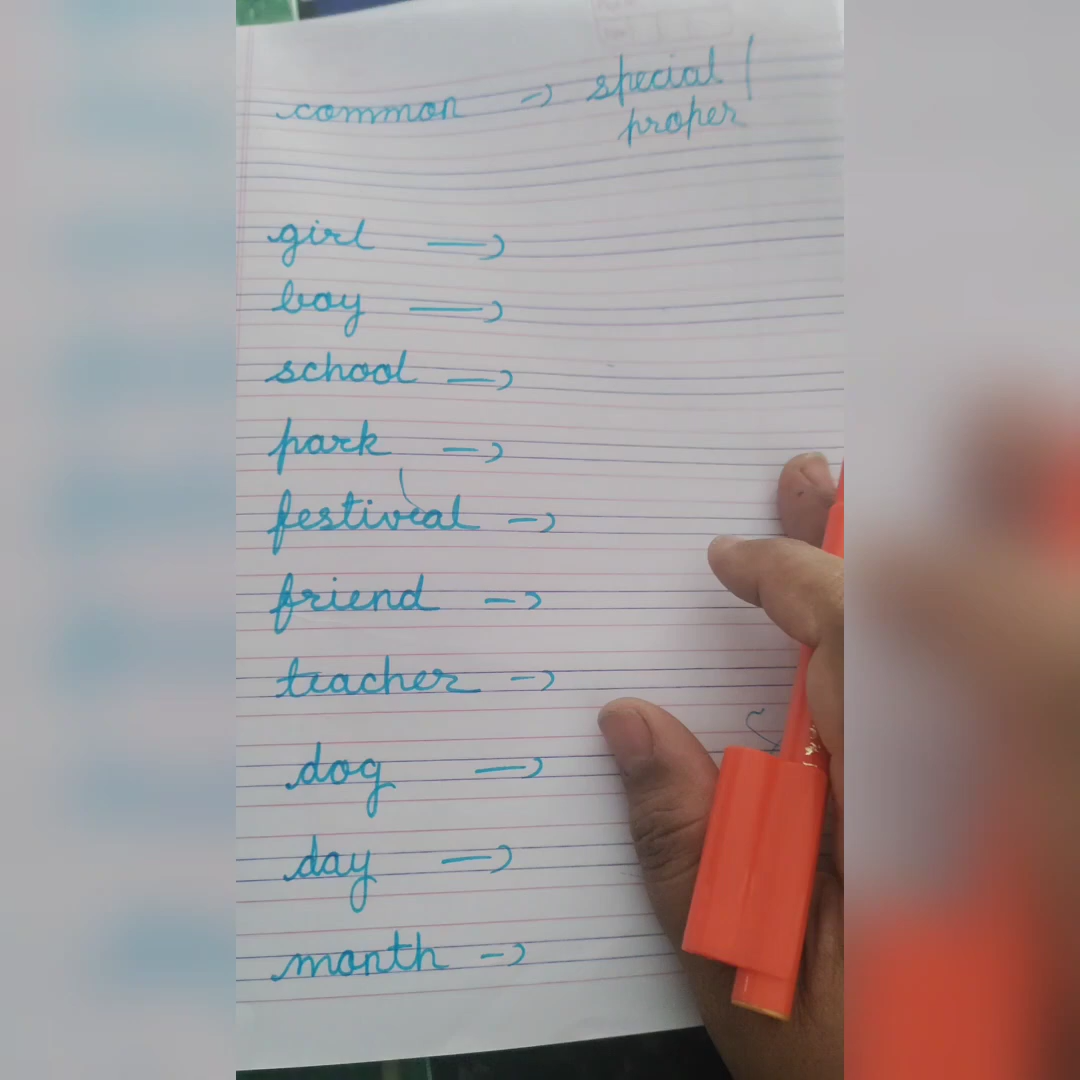 common → special /
proper
girl →
boy →
school →
park →
festival →
friend →
teacher →
dog →
day →
month →